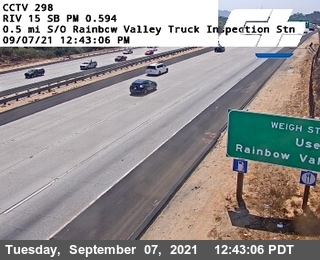 CCTV 298
RIV 15 SB PM 0.594
0.5 mi S/O Rainbow Valley Truck Inspection Stn
09/07/21 12:43:06 PM
WEIGH ST
Use
Rainbow Val
Tuesday, September 07, 2021 12:43:06 PDT